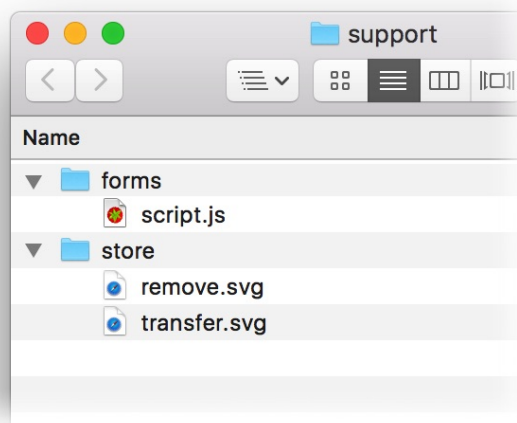 support
Name
forms
script.js
store
remove.svg
transfer.svg